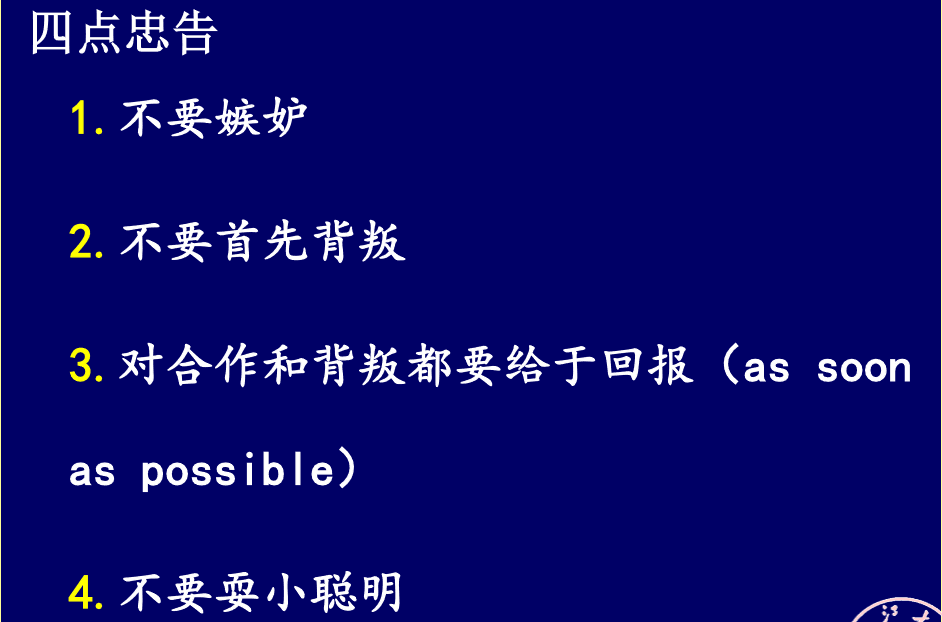 四点忠告
1.不要嫉妒
2.不要首先背叛
3.对合作和背叛都要给于回报（as soon
as possible）
4.不要耍小聪明